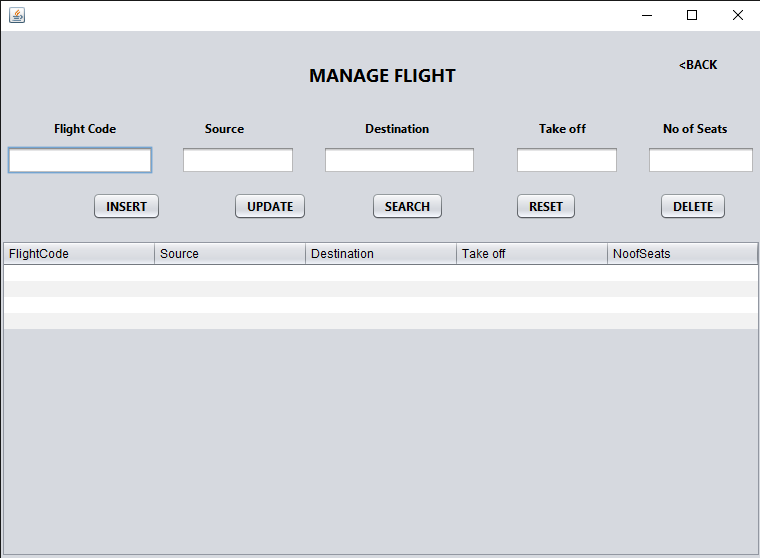 MANAGE FLIGHT
<BACK
Flight Code Source Destination Take off No of Seats
INSERT UPDATE SEARCH RESET DELETE
FlightCode Source Destination Take off NoofSeats